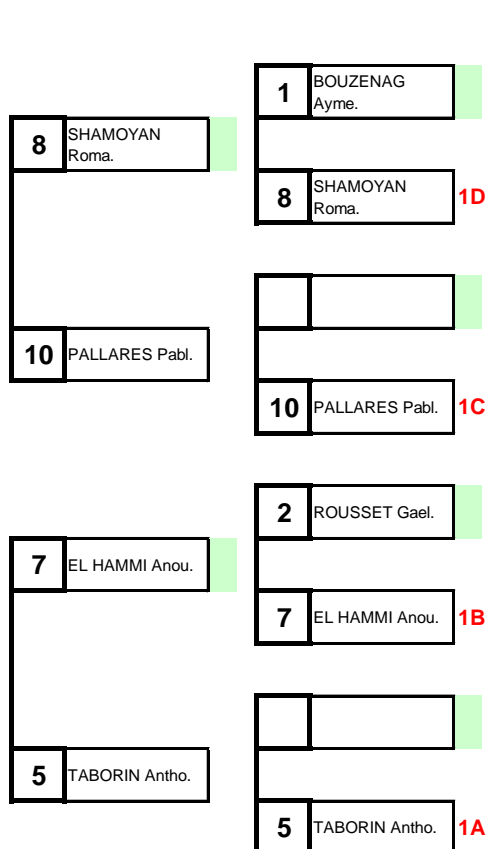 1 BOUZENAG
Ayme.
8 SHAMOYAN
Roma.
8 SHAMOYAN
Roma. 1D
10 PALLARES Pabl.
10 PALLARES Pabl. 1C
2 ROUSSET Gael.
7 EL HAMMI Anou.
7 EL HAMMI Anou. 1B
5 TABORIN Antho.
5 TABORIN Antho. 1A